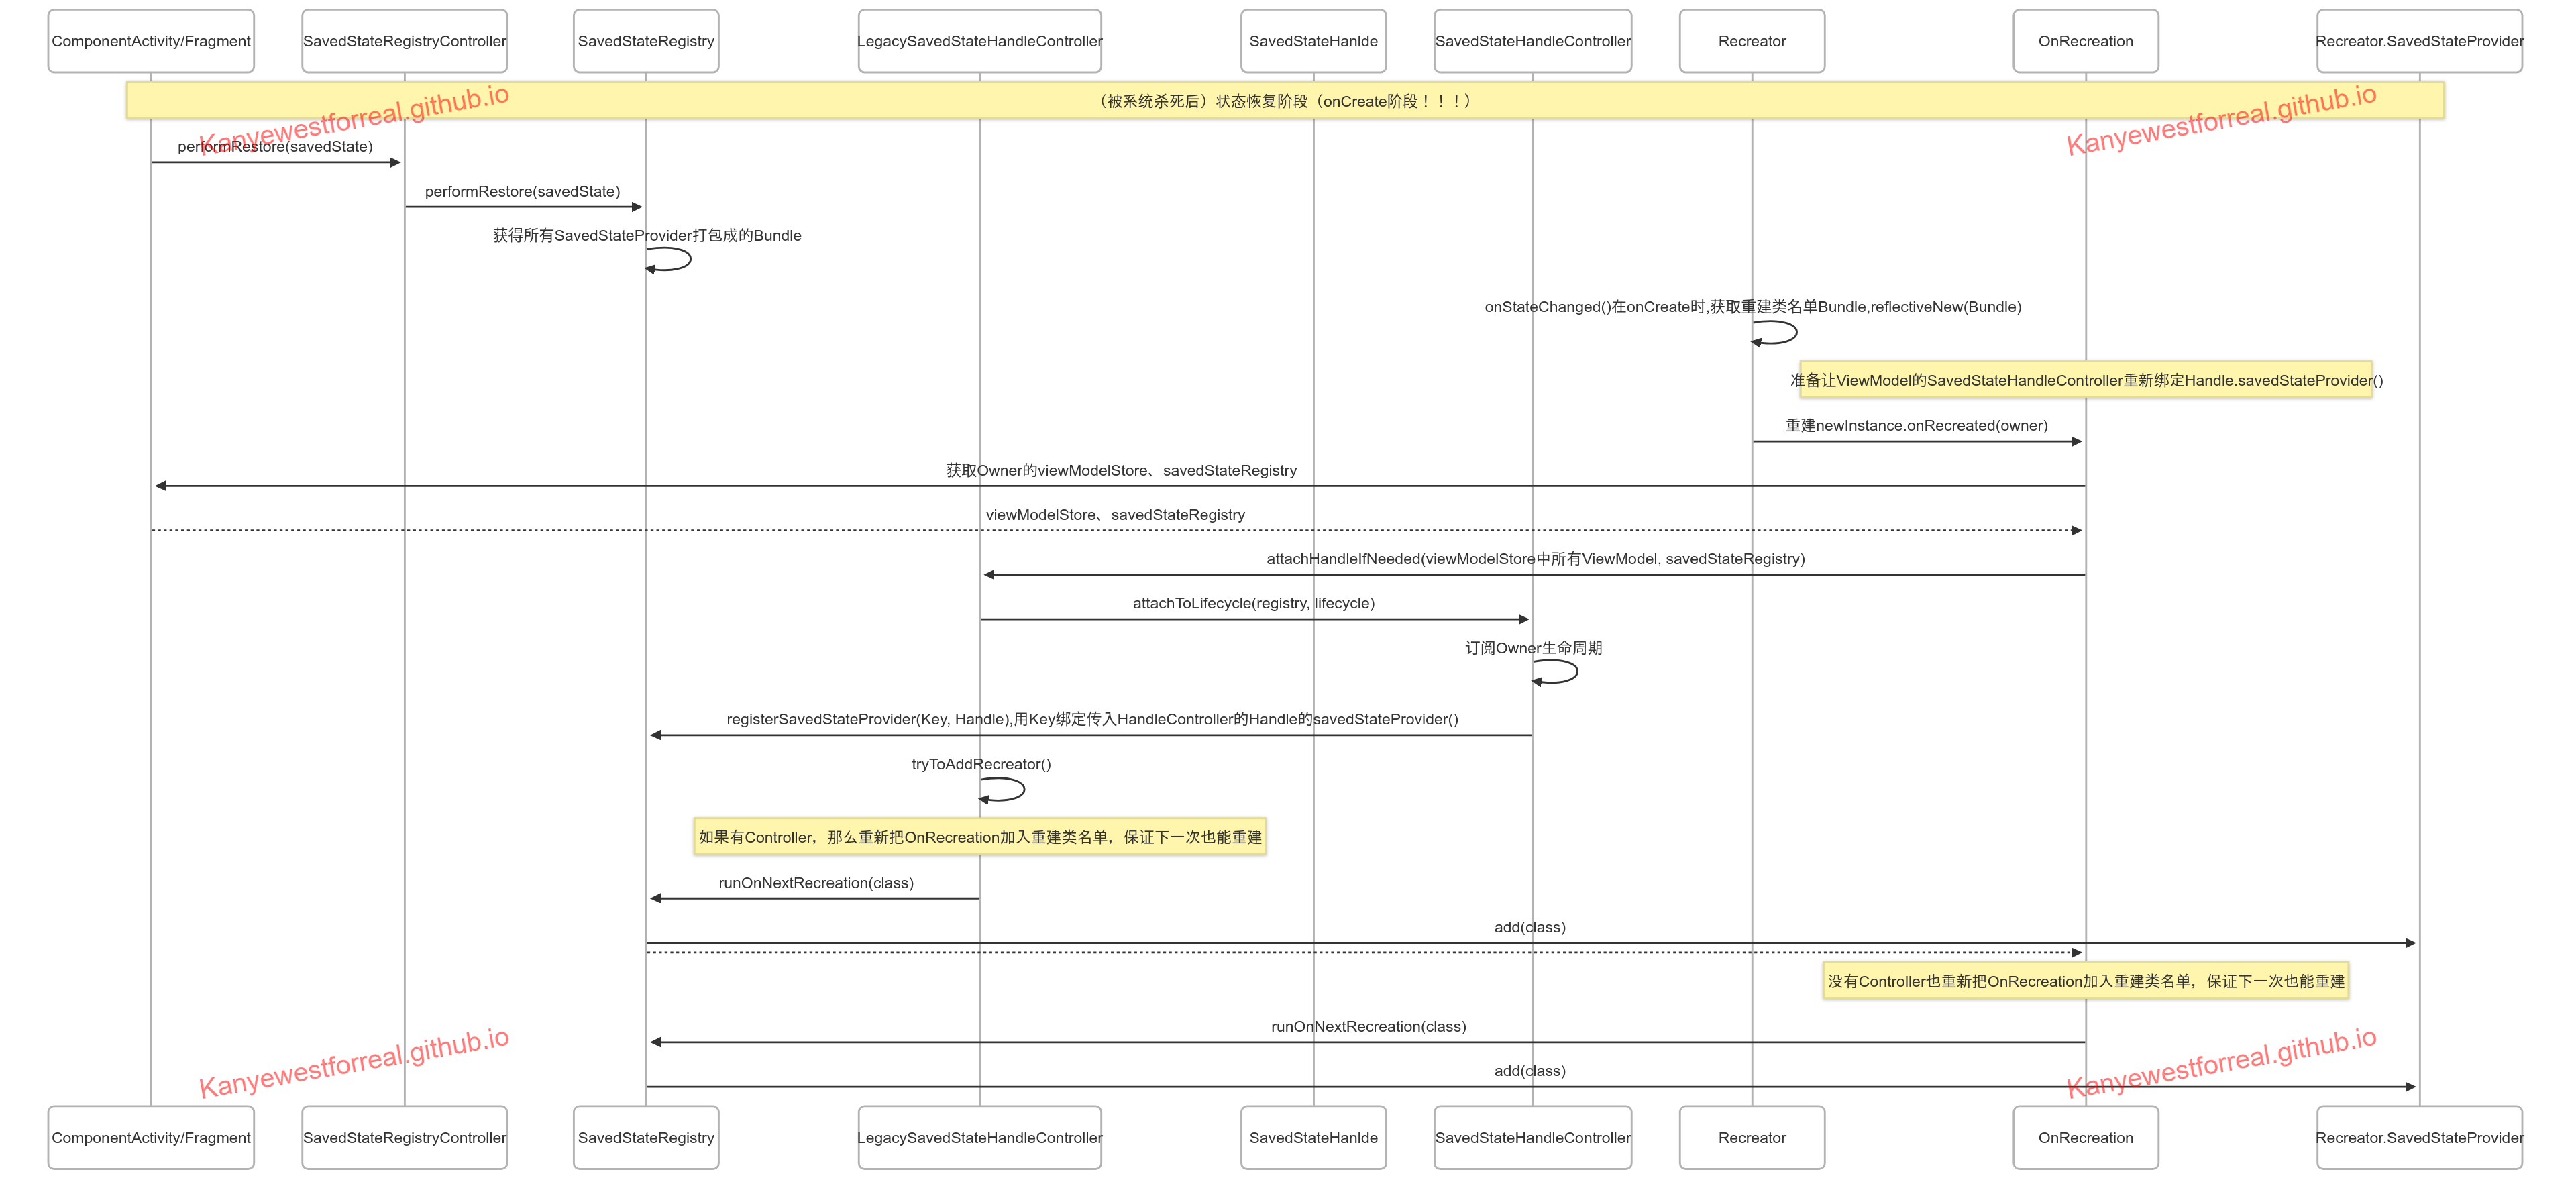 ComponentActivity/Fragment
SavedStateRegistryController
SavedStateRegistry
LegacySavedStateHandleController
SavedStateHanlde
SavedStateHandleController
Recreator
OnRecreation
Recreator.SavedStateProvider
（被系统杀死后）状态恢复阶段（onCreate阶段！！！）
Kanyewestforreal.github.io
Kanyewestforreal.github.io
performRestore(savedState)
performRestore(savedState)
获得所有SavedStateProvider打包成的Bundle
onStateChanged()在onCreate时,获取重建类名单Bundle,reflectiveNew(Bundle)
准备让ViewModel的SavedStateHandleController重新绑定Handle.savedStateProvider()
重建newInstance.onRecreated(owner)
获取Owner的viewModelStore、savedStateRegistry
viewModelStore、savedStateRegistry
attachHandleIfNeeded(viewModelStore中所有ViewModel, savedStateRegistry)
attachToLifecycle(registry, lifecycle)
订阅Owner生命周期
registerSavedStateProvider(Key, Handle),用Key绑定传入HandleController的Handle的savedStateProvider()
tryToAddRecreator()
如果有Controller，那么重新把OnRecreation加入重建类名单，保证下一次也能重建
runOnNextRecreation(class)
add(class)
没有Controller也重新把OnRecreation加入重建类名单，保证下一次也能重建
runOnNextRecreation(class)
Kanyewestforreal.github.io
Kanyewestforreal.github.io
add(class)
ComponentActivity/Fragment
SavedStateRegistryController
SavedStateRegistry
LegacySavedStateHandleController
SavedStateHanlde
SavedStateHandleController
Recreator
OnRecreation
Recreator.SavedStateProvider